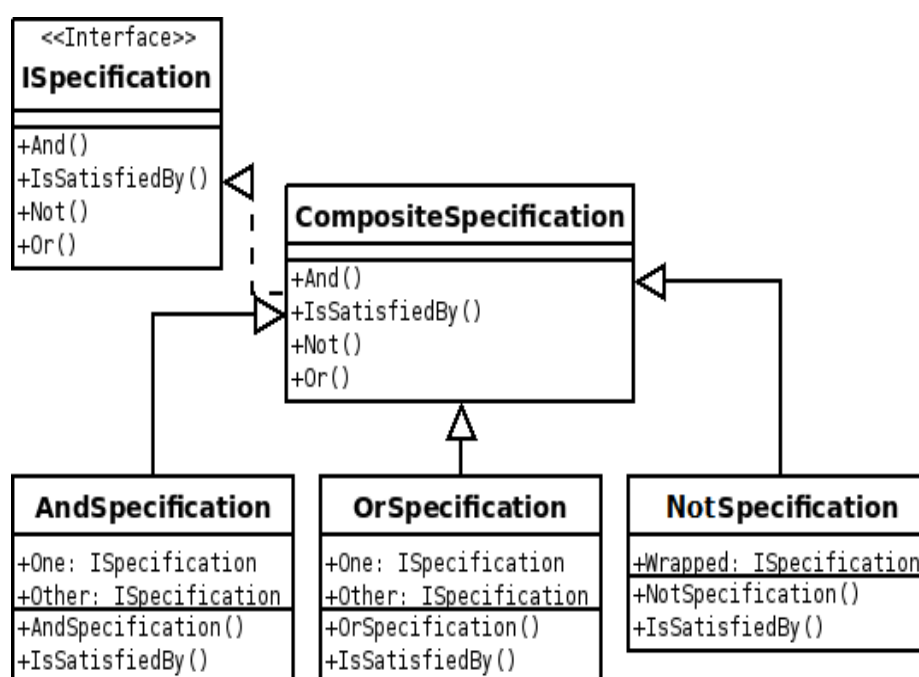 <<Interface>>
ISpecification
+And()
+IsSatisfiedBy()
+Not()
+Or()
CompositeSpecification
+And()
+IsSatisfiedBy()
+Not()
+Or()
AndSpecification
+One: ISpecification
+Other: ISpecification
+AndSpecification()
+IsSatisfiedBy()
OrSpecification
+One: ISpecification
+Other: ISpecification
+OrSpecification()
+IsSatisfiedBy()
NotSpecification
+Wrapped: ISpecification
+NotSpecification()
+IsSatisfiedBy()